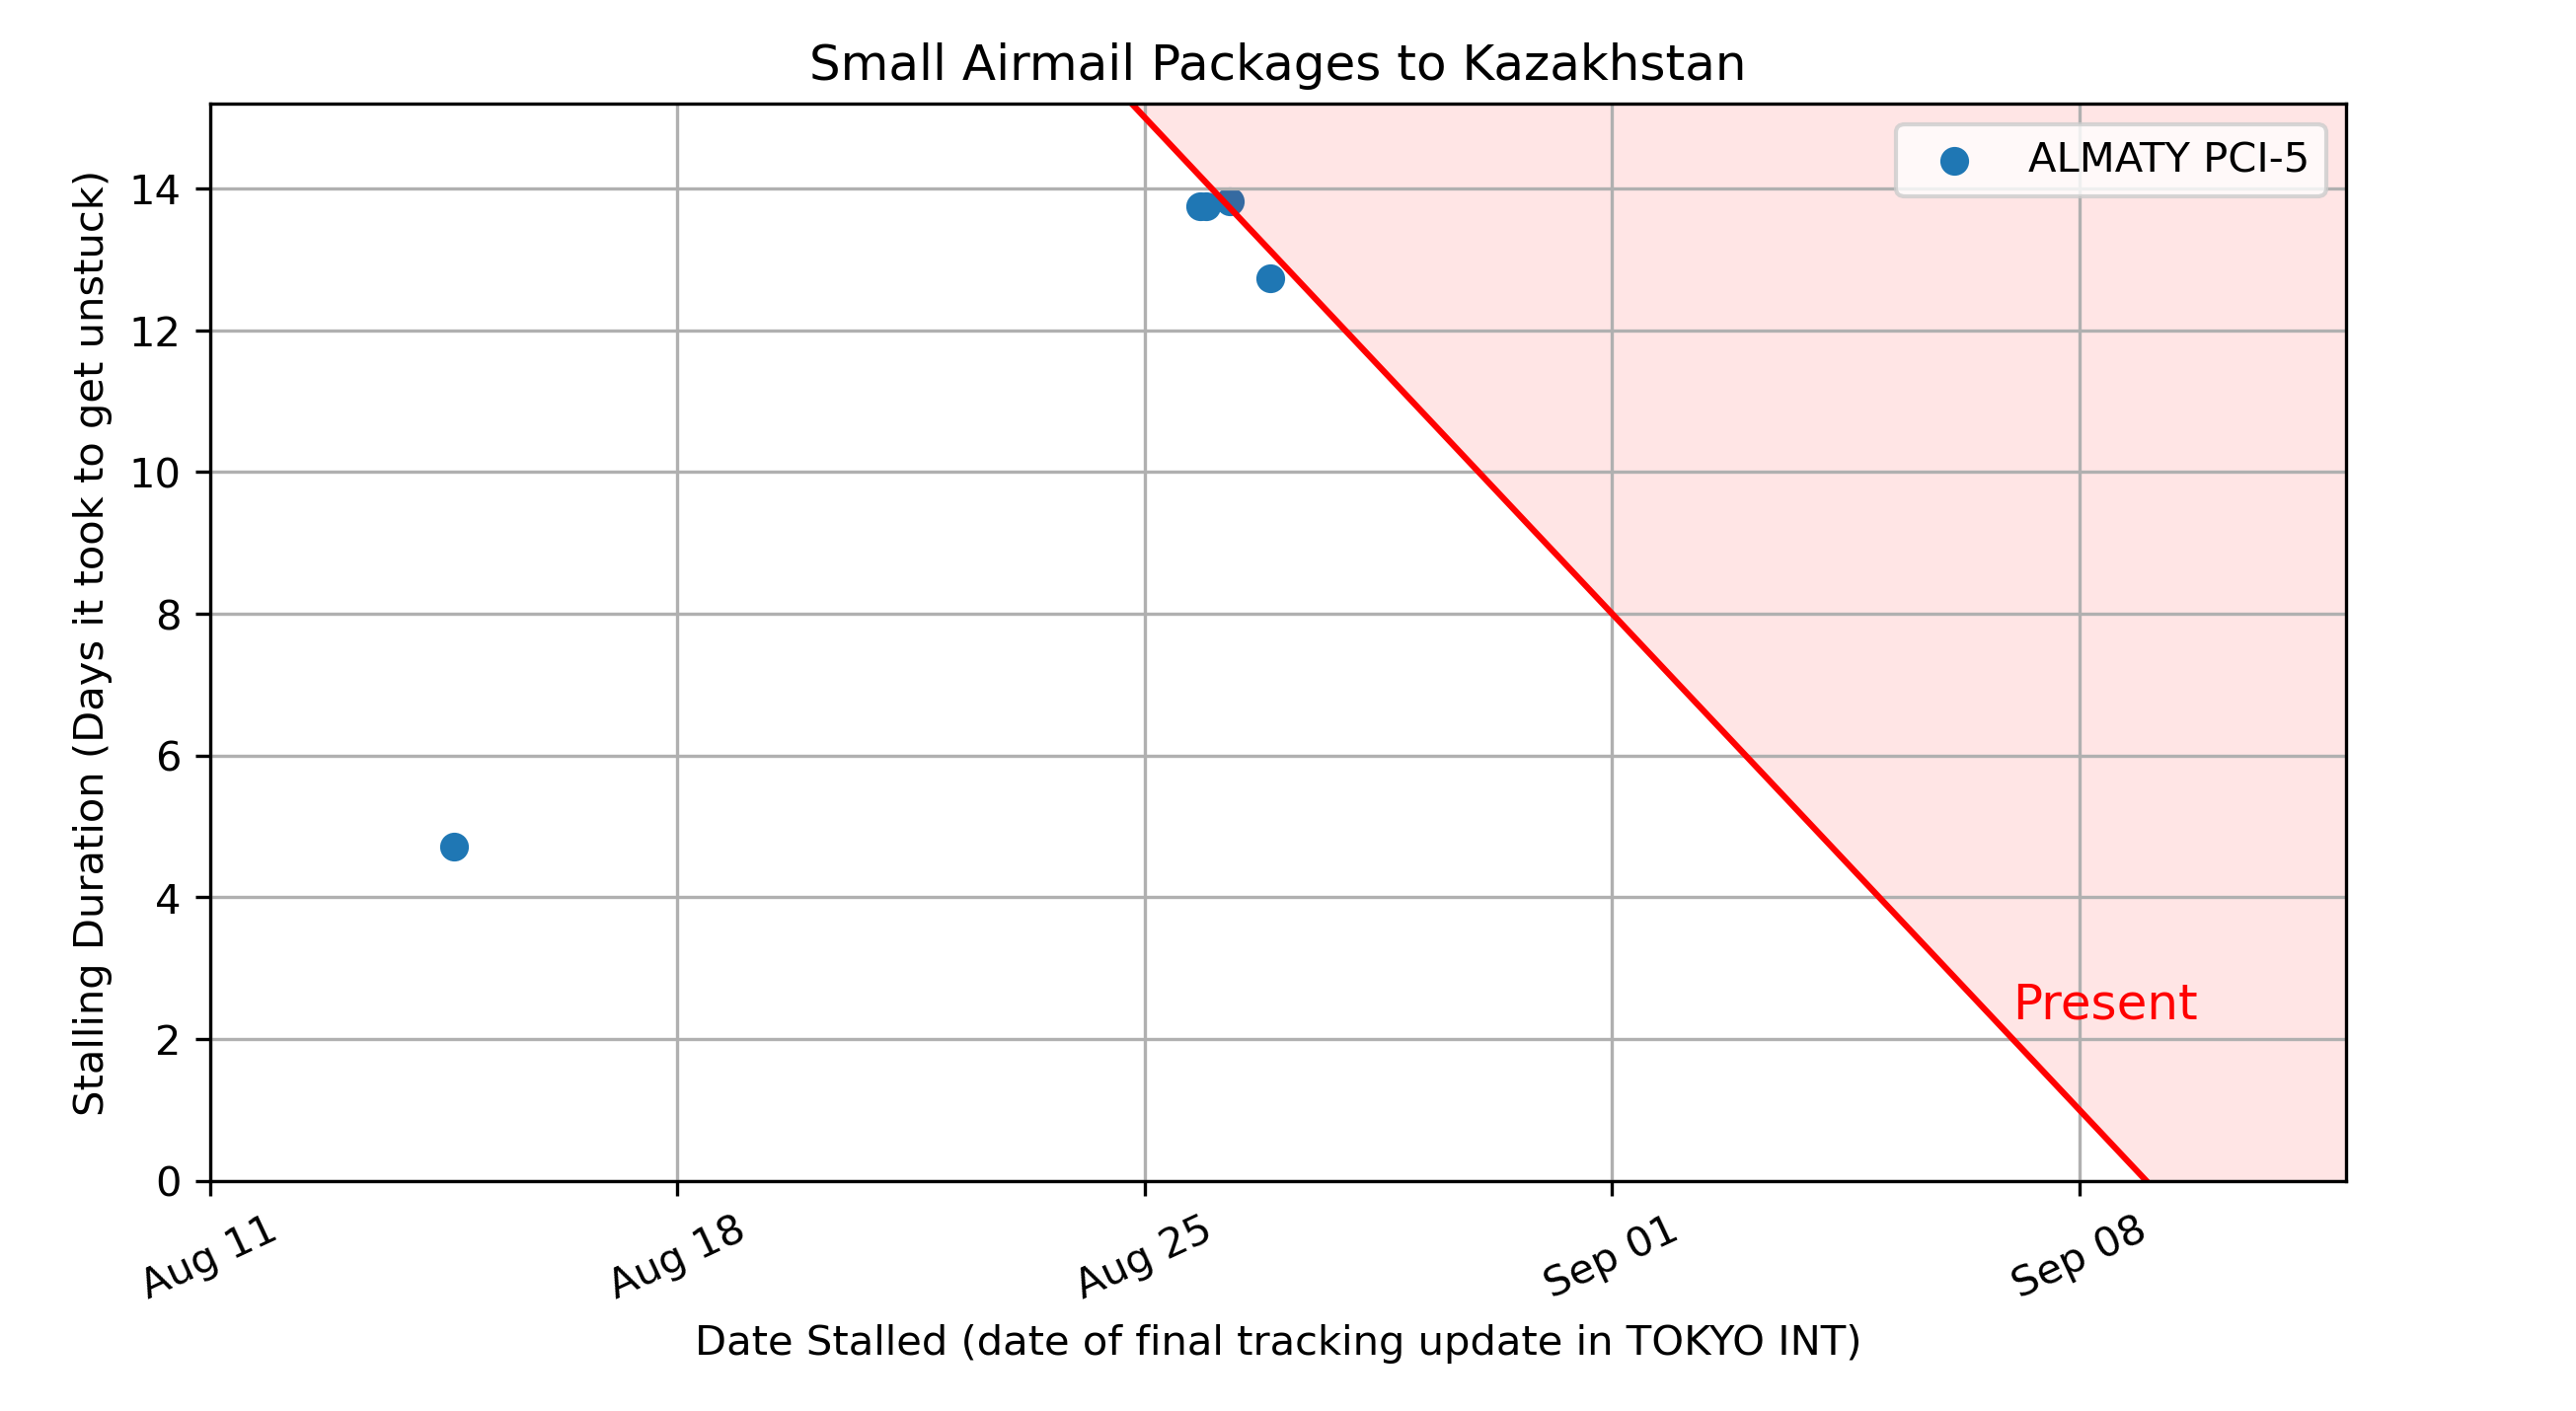 Small Airmail Packages to Kazakhstan
ALMATY PCI-5
Stalling Duration (Days it took to get unstuck)
14
12
10
8
6
4
2
0
Present
Aug 11
Aug 18
Aug 25
Sep 01
Sep 08
Date Stalled (date of final tracking update in TOKYO INT)